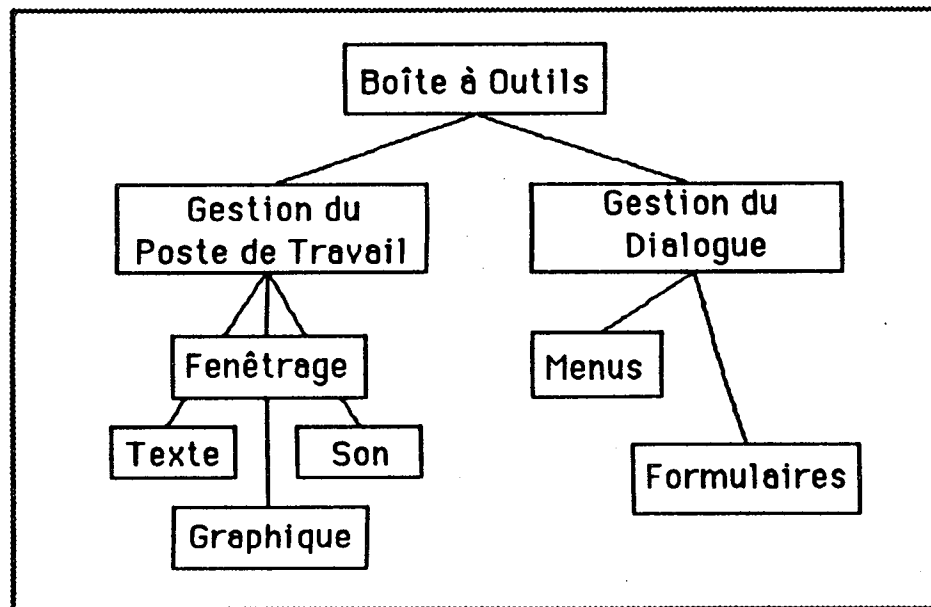 Boîte à Outils
Gestion du
Poste de Travail
Gestion du
Dialogue
Fenêtrage
Menus
Texte
Son
Formulaires
Graphique